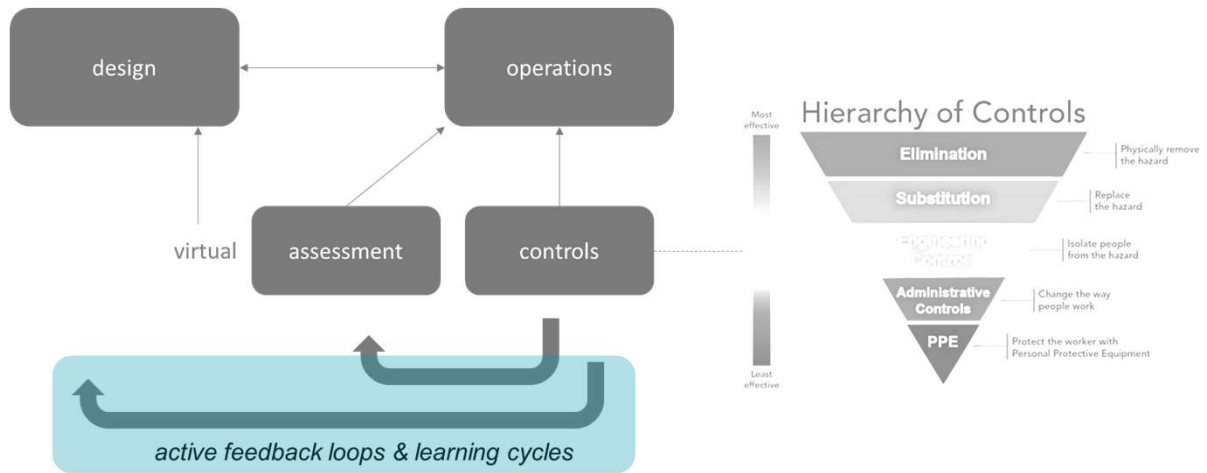 design
operations
virtual
assessment
controls
active feedback loops & learning cycles
Most
effective
Least
effective
Hierarchy of Controls
Elimination
Physically remove
the hazard
Substitution
Replace
the hazard
Engineering
Control
Isolate people
from the hazard
Administrative
Controls
Change the way
people work
PPE
Protect the worker with
Personal Protective Equipment